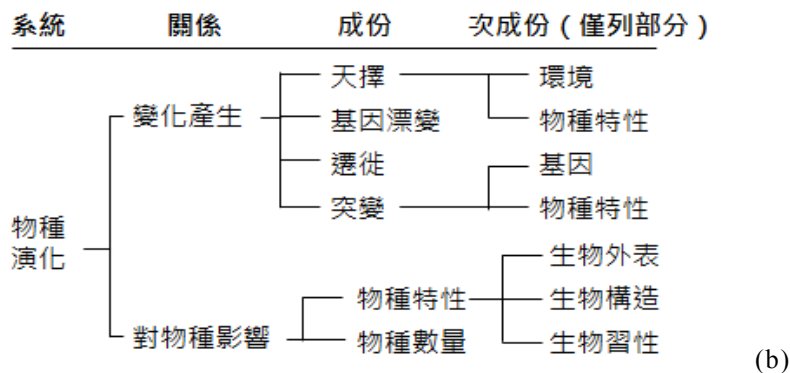 系統 關係 成份 次成份（僅列部分）
天擇 環境
變化產生 基因漂變 物種特性
遷徙 基因
突變 物種特性
物種
演化
生物外表
物種特性 生物構造
對物種影響 物種數量 生物習性
(b)